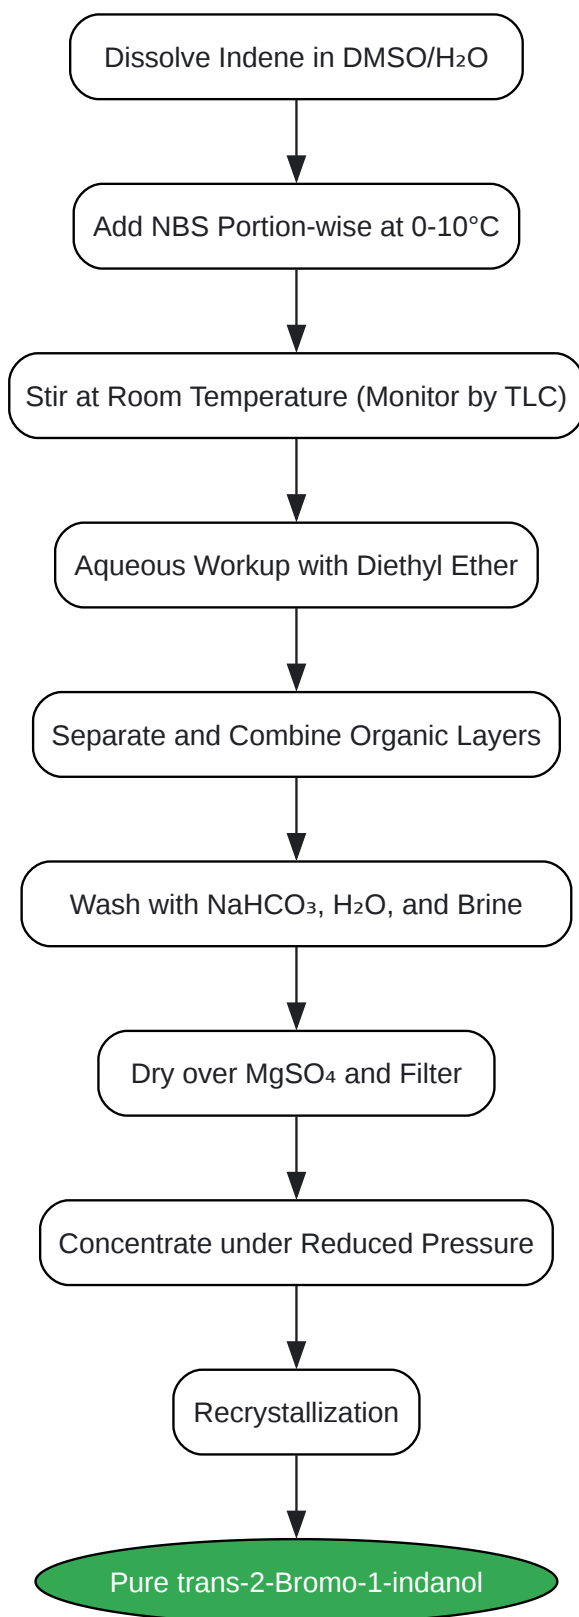 Dissolve Indene in DMSO/H₂O
Add NBS Portion-wise at 0-10°C
Stir at Room Temperature (Monitor by TLC)
Aqueous Workup with Diethyl Ether
Separate and Combine Organic Layers
Wash with NaHCO₃, H₂O, and Brine
Dry over MgSO₄ and Filter
Concentrate under Reduced Pressure
Recrystallization
Pure trans-2-Bromo-1-indanol